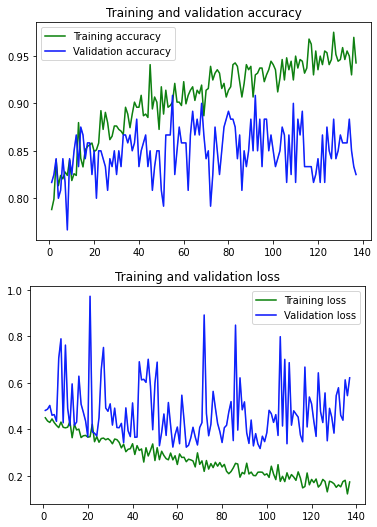 Training and validation accuracy
Training accuracy
Validation accuracy
0.95
0.90
0.85
0.80
0 20 40 60 80 100 120 140
Training and validation loss
Training loss
Validation loss
1.0
0.8
0.6
0.4
0.2
0 20 40 60 80 100 120 140